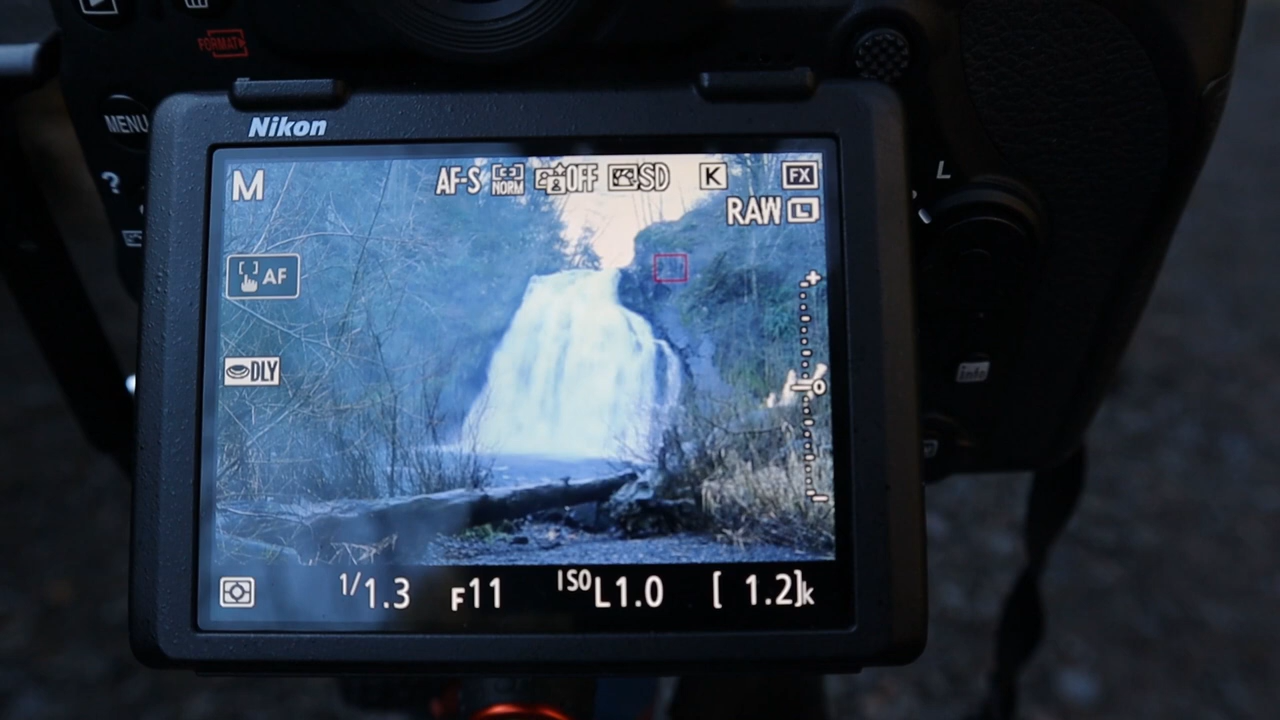 FORMAT
MENU
Nikon
?
L
M
AF-S
NORM
OFF
SD
K
FX
RAW L
AF
+
DLY
0
info
-
1/1.3 F11 ISO L1.0 [ 1.2]k